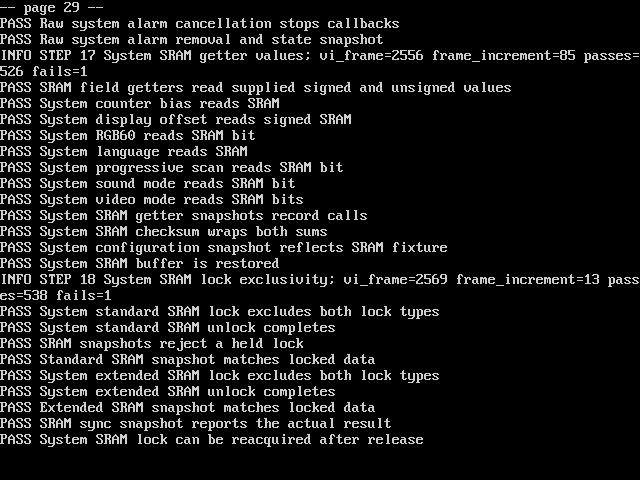 -- page 29 --
PASS Raw system alarm cancellation stops callbacks
PASS Raw system alarm removal and state snapshot
INFO STEP 17 System SRAM getter values; vi_frame=2556 frame_increment=85 passes=
526 fails=1
PASS SRAM field getters read supplied signed and unsigned values
PASS System counter bias reads SRAM
PASS System display offset reads signed SRAM
PASS System RGB60 reads SRAM bit
PASS System language reads SRAM
PASS System progressive scan reads SRAM bit
PASS System sound mode reads SRAM bit
PASS System video mode reads SRAM bits
PASS System SRAM getter snapshots record calls
PASS System SRAM checksum wraps both sums
PASS System configuration snapshot reflects SRAM fixture
PASS System SRAM buffer is restored
INFO STEP 18 System SRAM lock exclusivity; vi_frame=2569 frame_increment=13 pass
es=538 fails=1
PASS System standard SRAM lock excludes both lock types
PASS System standard SRAM unlock completes
PASS SRAM snapshots reject a held lock
PASS Standard SRAM snapshot matches locked data
PASS System extended SRAM lock excludes both lock types
PASS System extended SRAM unlock completes
PASS Extended SRAM snapshot matches locked data
PASS SRAM sync snapshot reports the actual result
PASS System SRAM lock can be reacquired after release